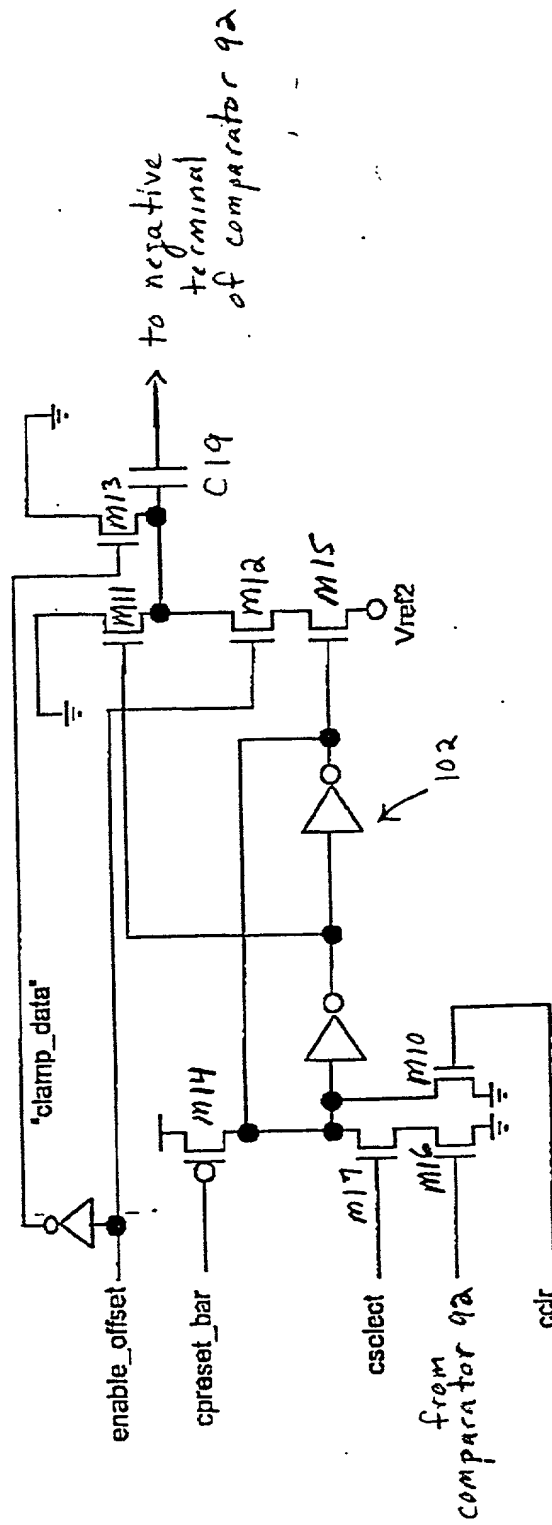 "clamp_data"
enable_offset
cpreset_bar
M14
csclect
M17
from
comparator 92
M16
cclr
M10
102
M11
M13
M12
M15
Vref2
C19
to negative
terminal
of comparator 92